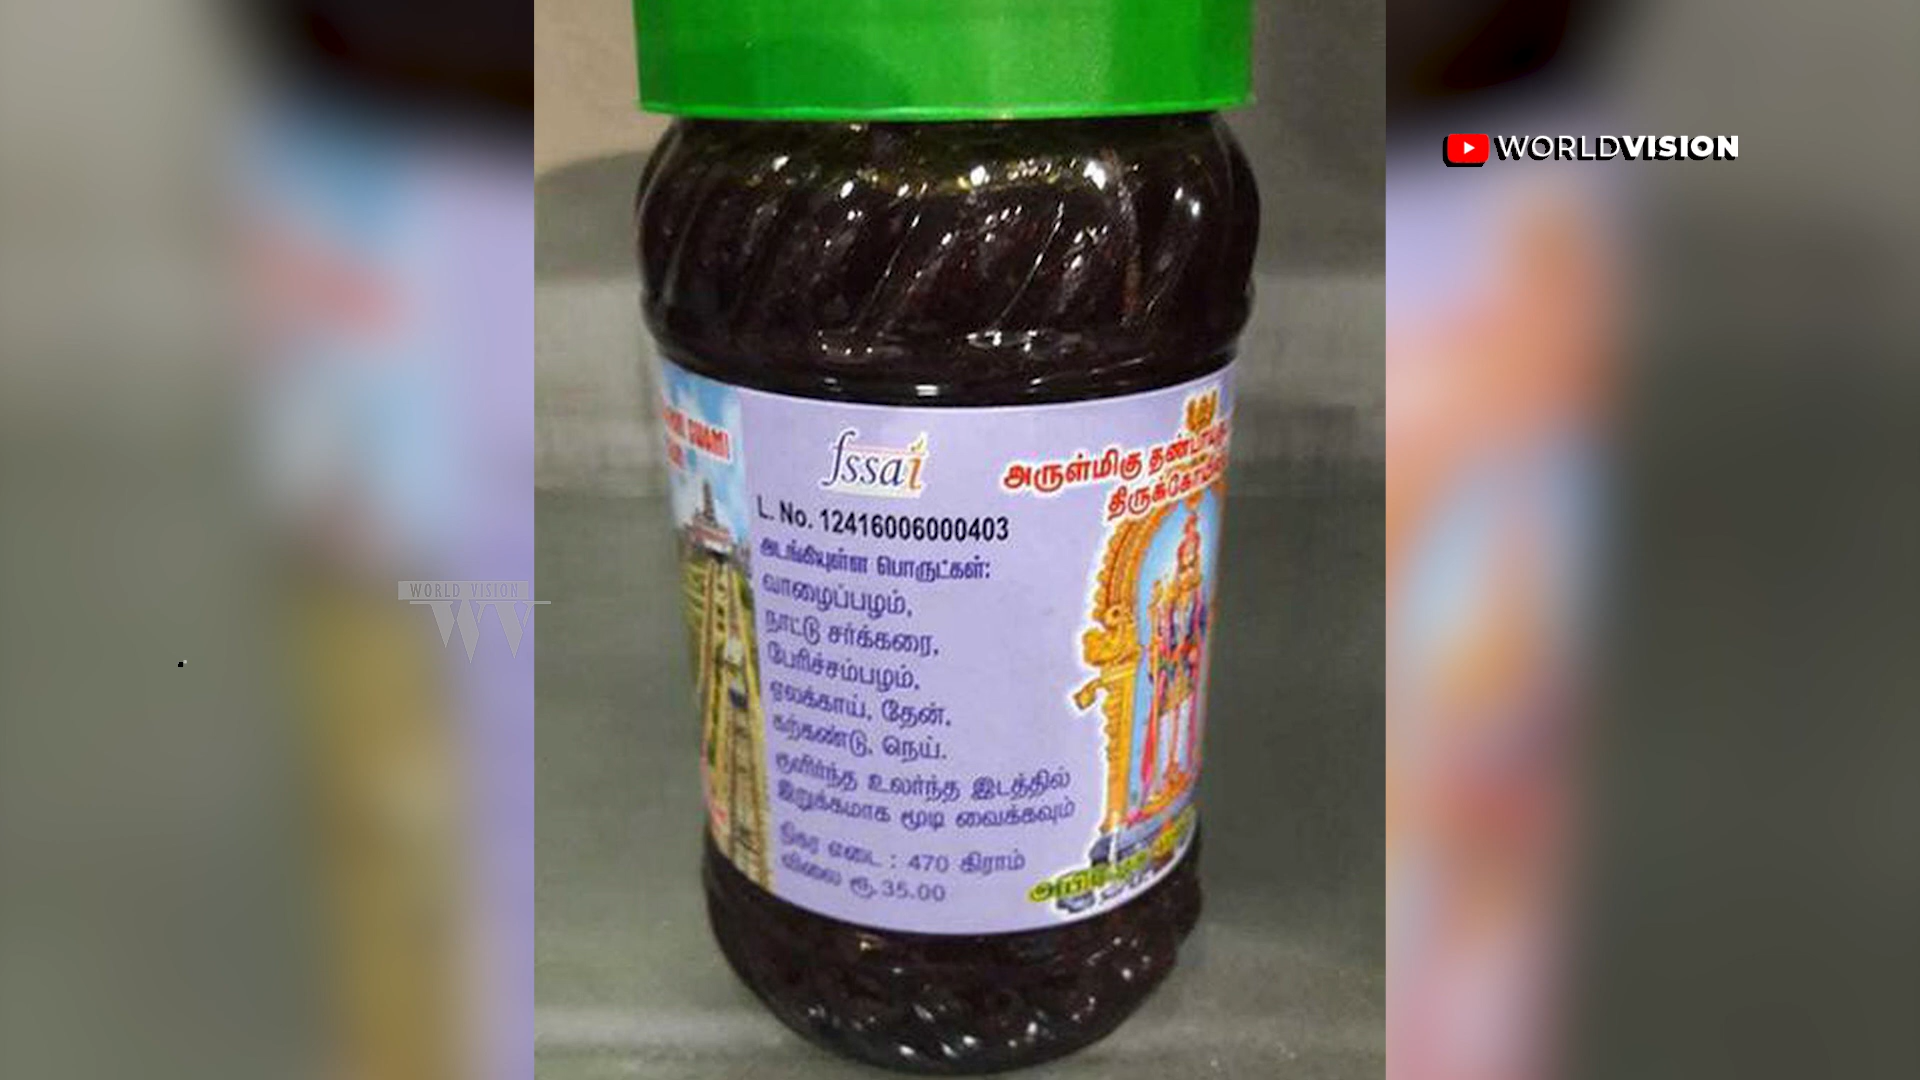 WORLDVISION
WORLD VISION
SWAMI
fssai
L. No. 12416006000403
அடங்கியுள்ள பொருட்கள்:
வாழைப்பழம்,
நாட்டு சர்க்கரை,
பேரிச்சம்பழம்,
ஏலக்காய், தேன்,
கற்கண்டு, நெய்.
குளிர்ந்த உலர்ந்த இடத்தில்
இறுக்கமாக மூடி வைக்கவும்
நிகர எடை : 470 கிராம்
விலை ரூ.35.00
அருள்மிகு